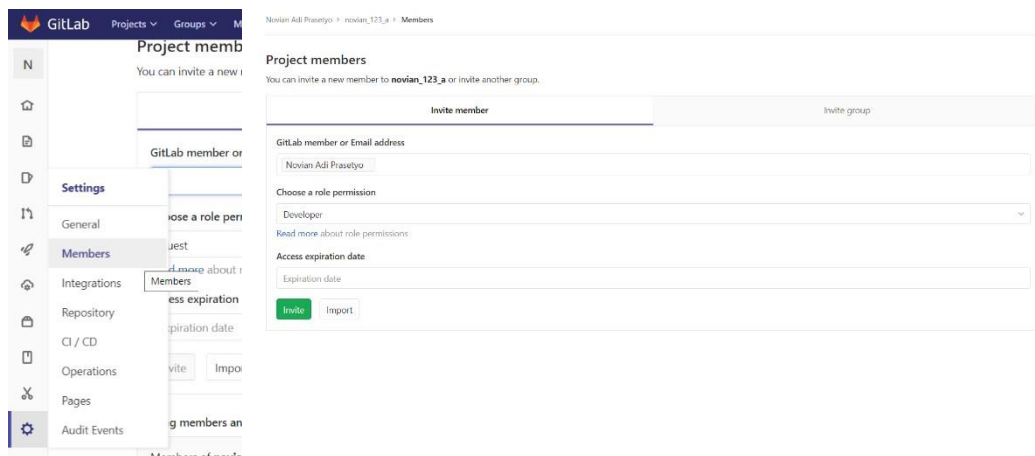 GitLab Projects Groups M
Project memb
You can invite a new
N
GitLab member or
Settings
General
Members
Integrations
Members
Repository
CI / CD
Operations
Pages
Audit Events
oose a role peri
uest
d more about r
ess expiration
piration date
vite Impo
g members an
Novian Adi Prasetyo > novian_123_a > Members
Project members
You can invite a new member to novian_123_a or invite another group.
Invite member Invite group
GitLab member or Email address
Novian Adi Prasetyo
Choose a role permission
Developer
Read more about role permissions
Access expiration date
Expiration date
Invite Import